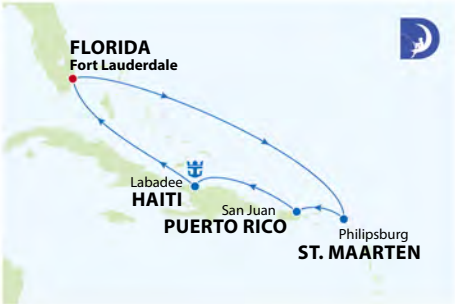 FLORIDA
Fort Lauderdale
Labadee
HAITI
San Juan
PUERTO RICO
Philipsburg
ST. MAARTEN